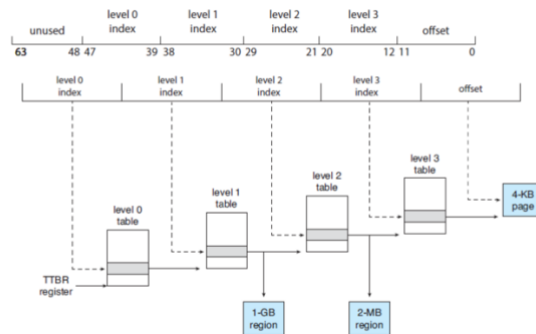 unused level 0 index level 1 index level 2 index level 3 index offset
63 48 47 39 38 30 29 21 20 12 11 0
level 0 index level 1 index level 2 index level 3 index offset
level 3 table
level 2 table
4-KB page
level 1 table
level 0 table
TTBR register
1-GB region
2-MB region